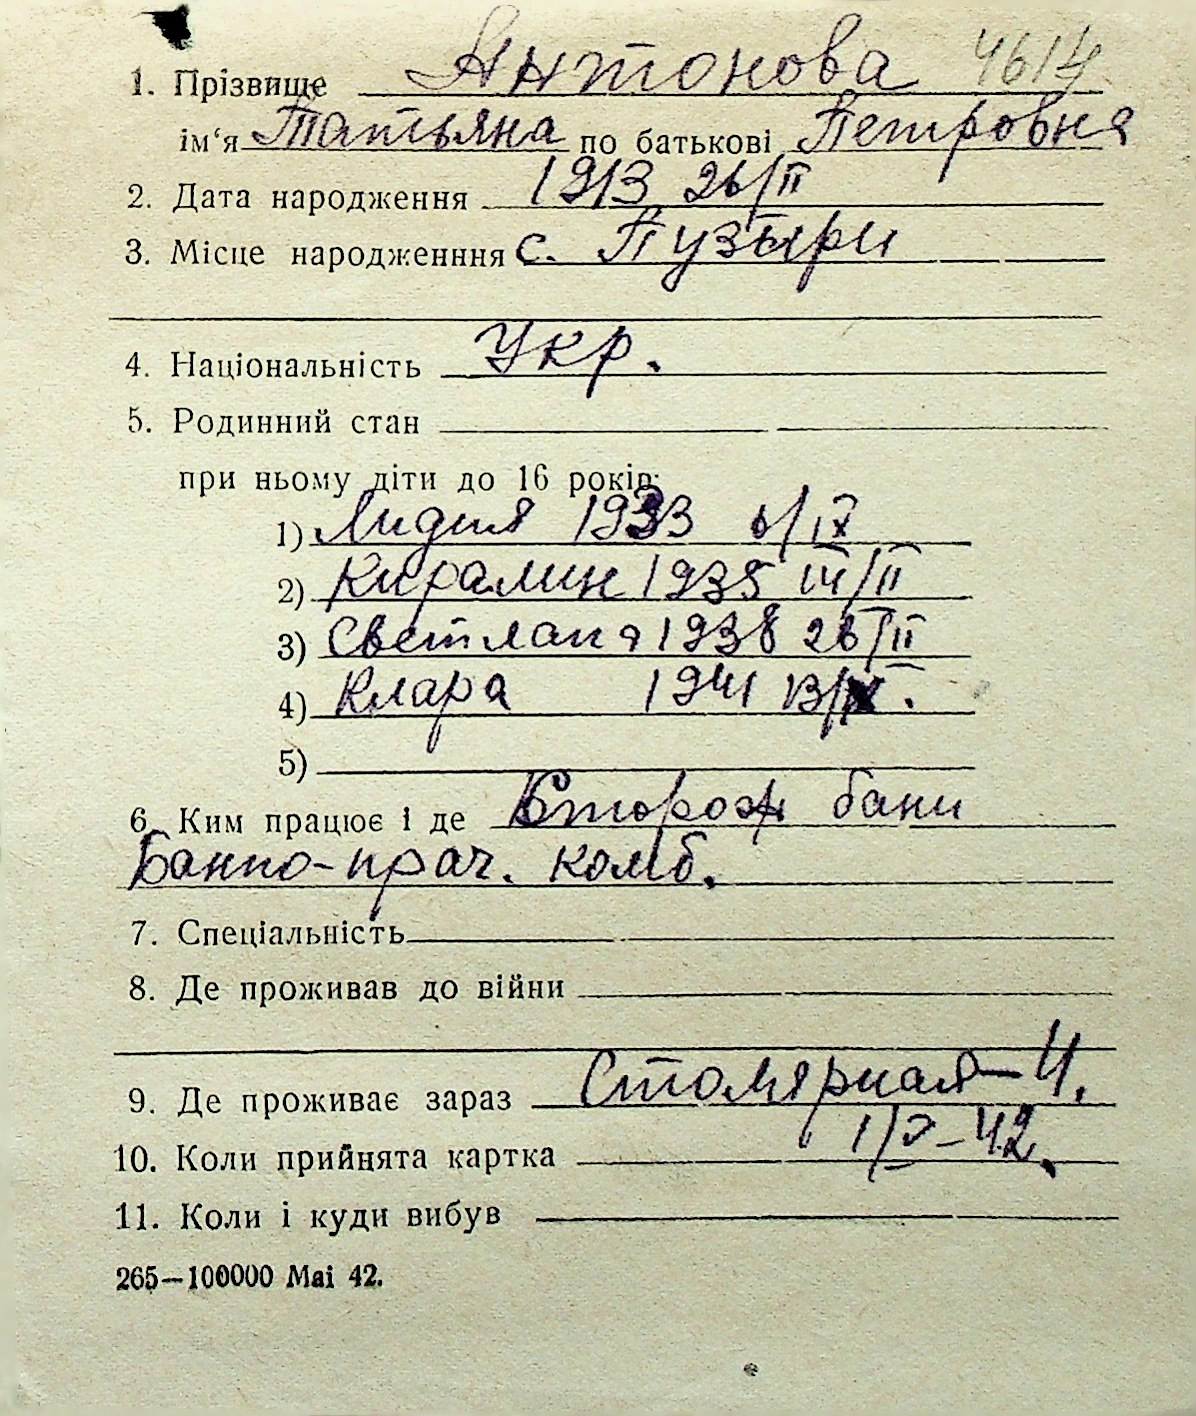 1. Прізвище Антонова 4614
ім‘я Татьяна по батькові Петровна
2. Дата народження 1913 26/II
3. Місце народженння с. Пузыри
4. Національність Укр.
5. Родинний стан
при ньому діти до 16 років:
1) Лидия 1933 6/IX
2) Кирамин 1935 14/II
3) Светлана 1938 26/II
4) Клара 1941 13/
5)
6. Ким працює і де Сторож бани
Банно-прач. комб.
7. Спеціальність
8. Де проживав до війни
9. Де проживає зараз Столярная-4.
10. Коли прийнята картка 1/V-42.
11. Коли і куди вибув
265—100000 Маі 42.